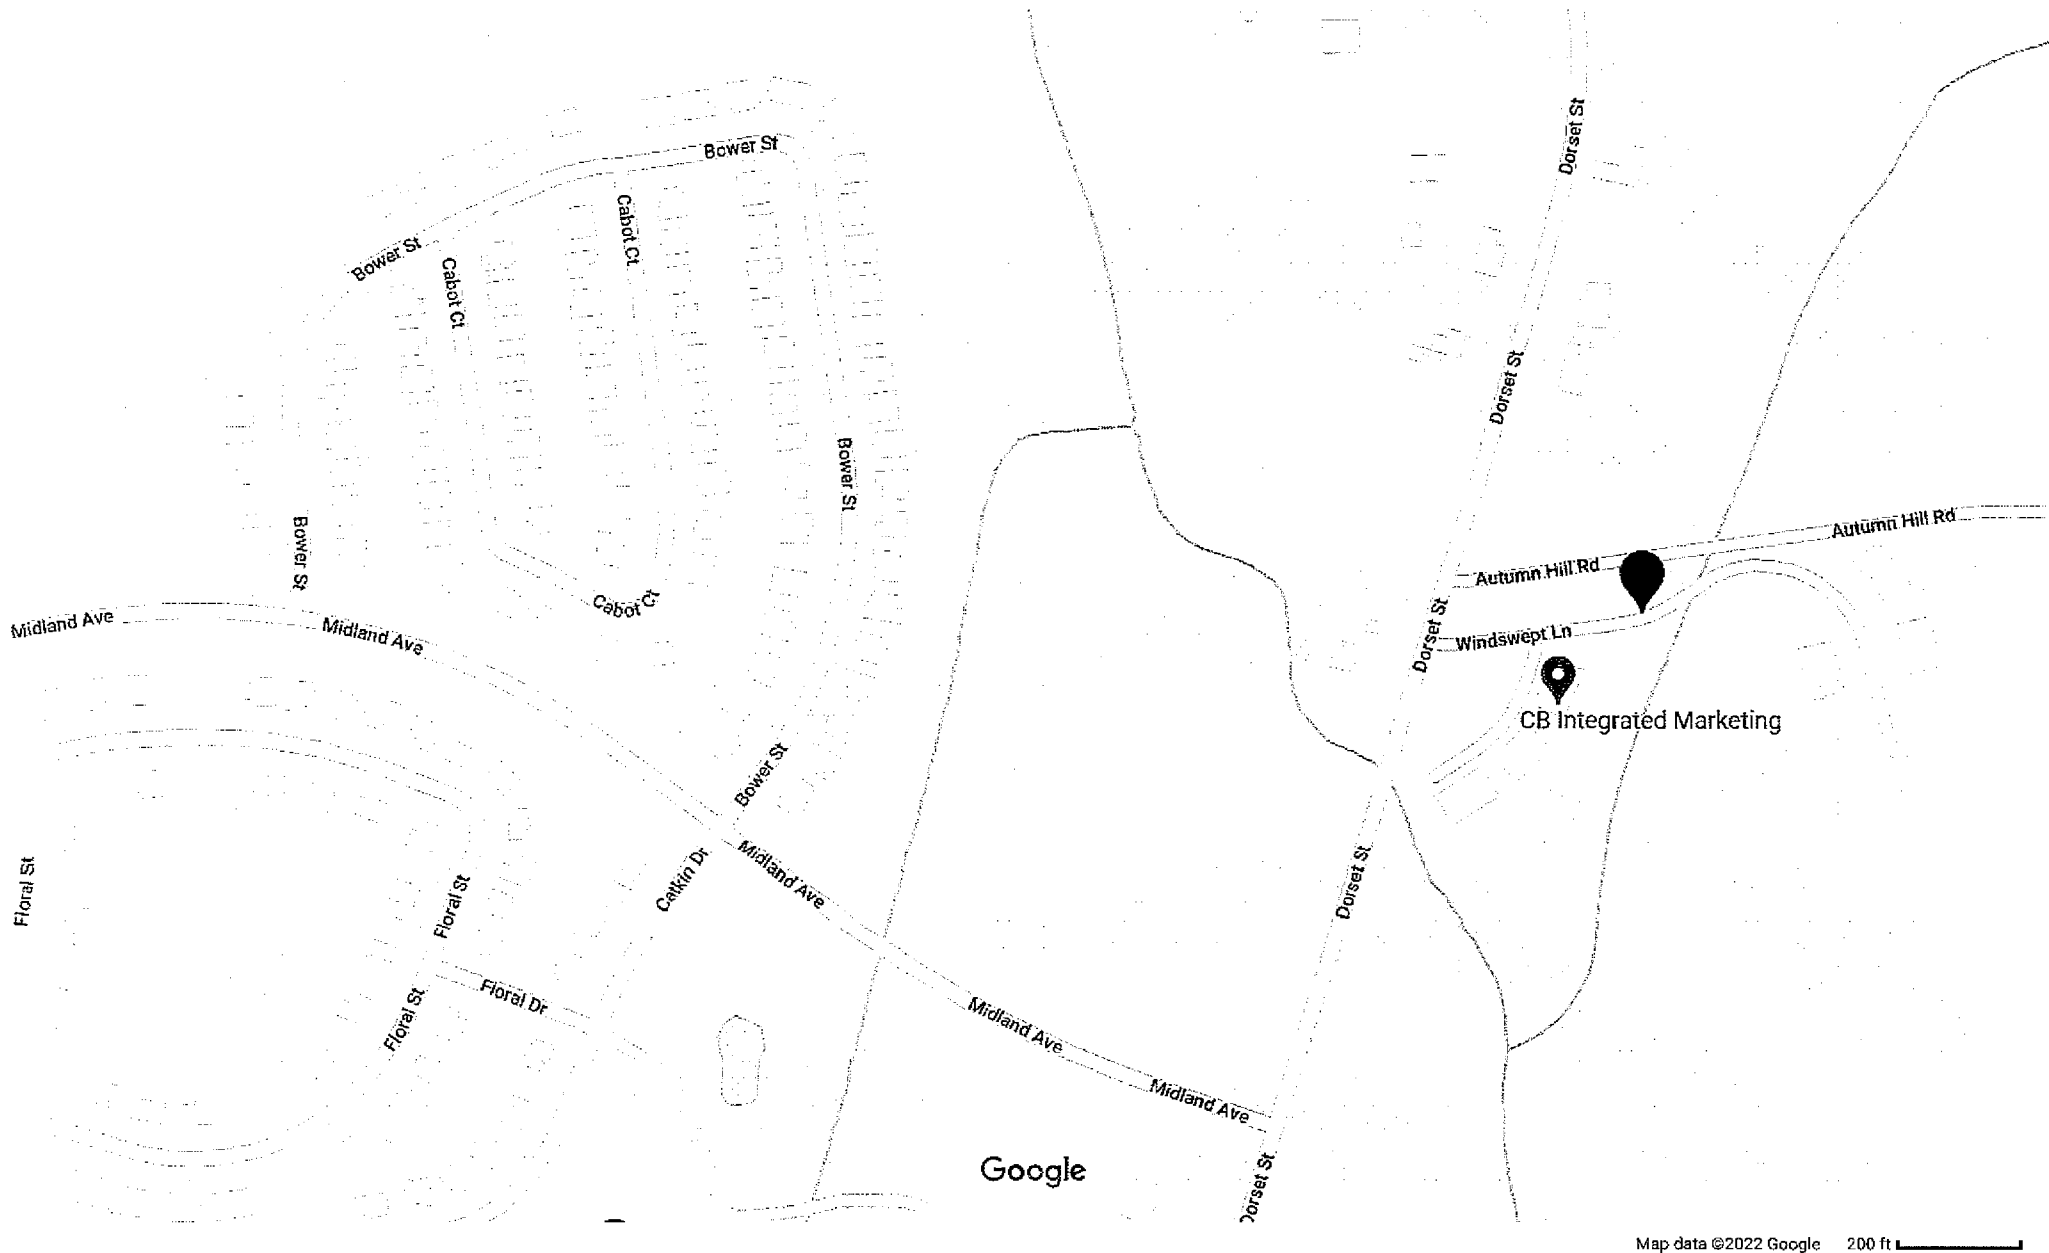 Dorset St
Bower St
Cabot Ct
Bower St
Cabot Ct
Dorset St
Bower St
Bower St
Autumn Hill Rd
Autumn Hill Rd
Cabot Ct
Midland Ave
Midland Ave
Dorset St
Windswept Ln
CB Integrated Marketing
Bower St
Midland Ave
Catkin Dr
Dorset St
Floral St
Floral St
Floral Dr
Floral St
Midland Ave
Midland Ave
Google
Dorset St
Map data ©2022 Google 200 ft